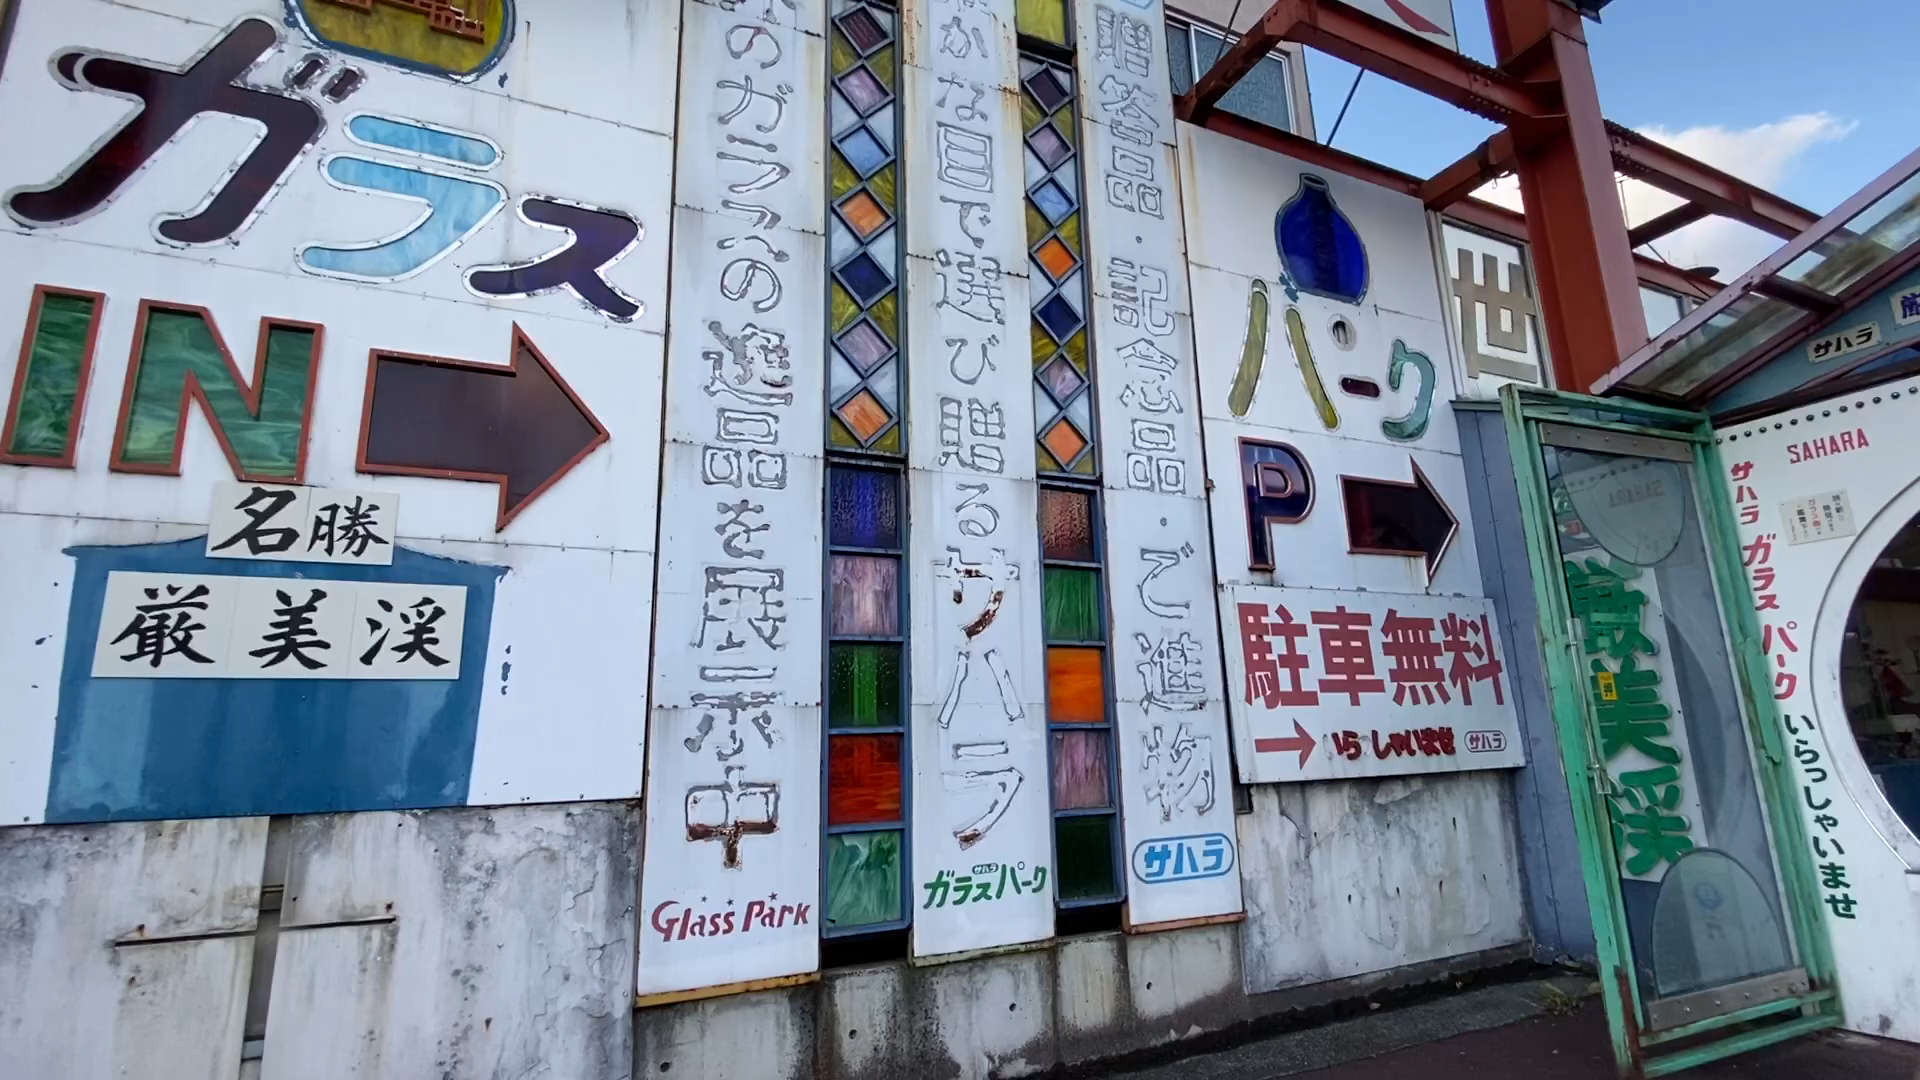 ガラス
IN
名勝
厳美渓
のガラスの逸品を展示中
Glass Park
かな目で選び贈るサハラ
サハラ
ガラスパーク
贈答品・記念品・ご進物
サハラ
パーク
P
駐車無料
いらっしゃいませ
サハラ
世
厳美渓
サハラ
SAHARA
サハラ ガラスパーク いらっしゃいませ